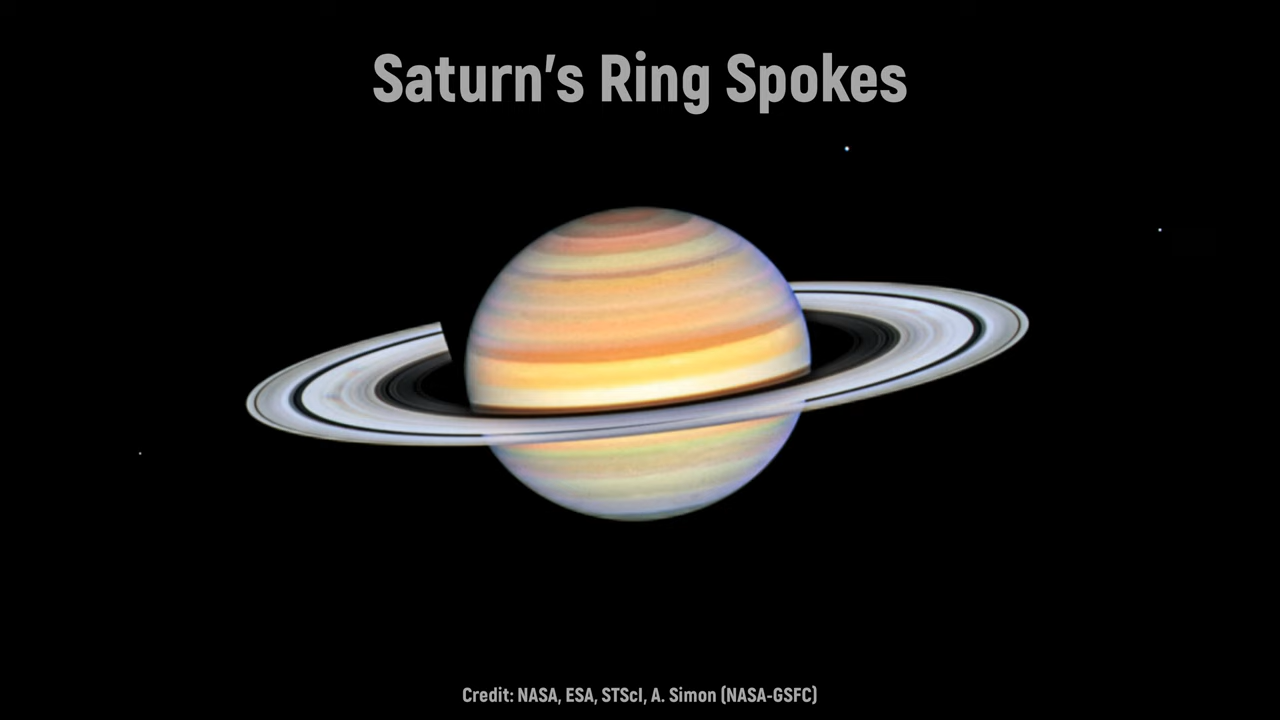 Saturn’s Ring Spokes
Credit: NASA, ESA, STScI, A. Simon (NASA-GSFC)